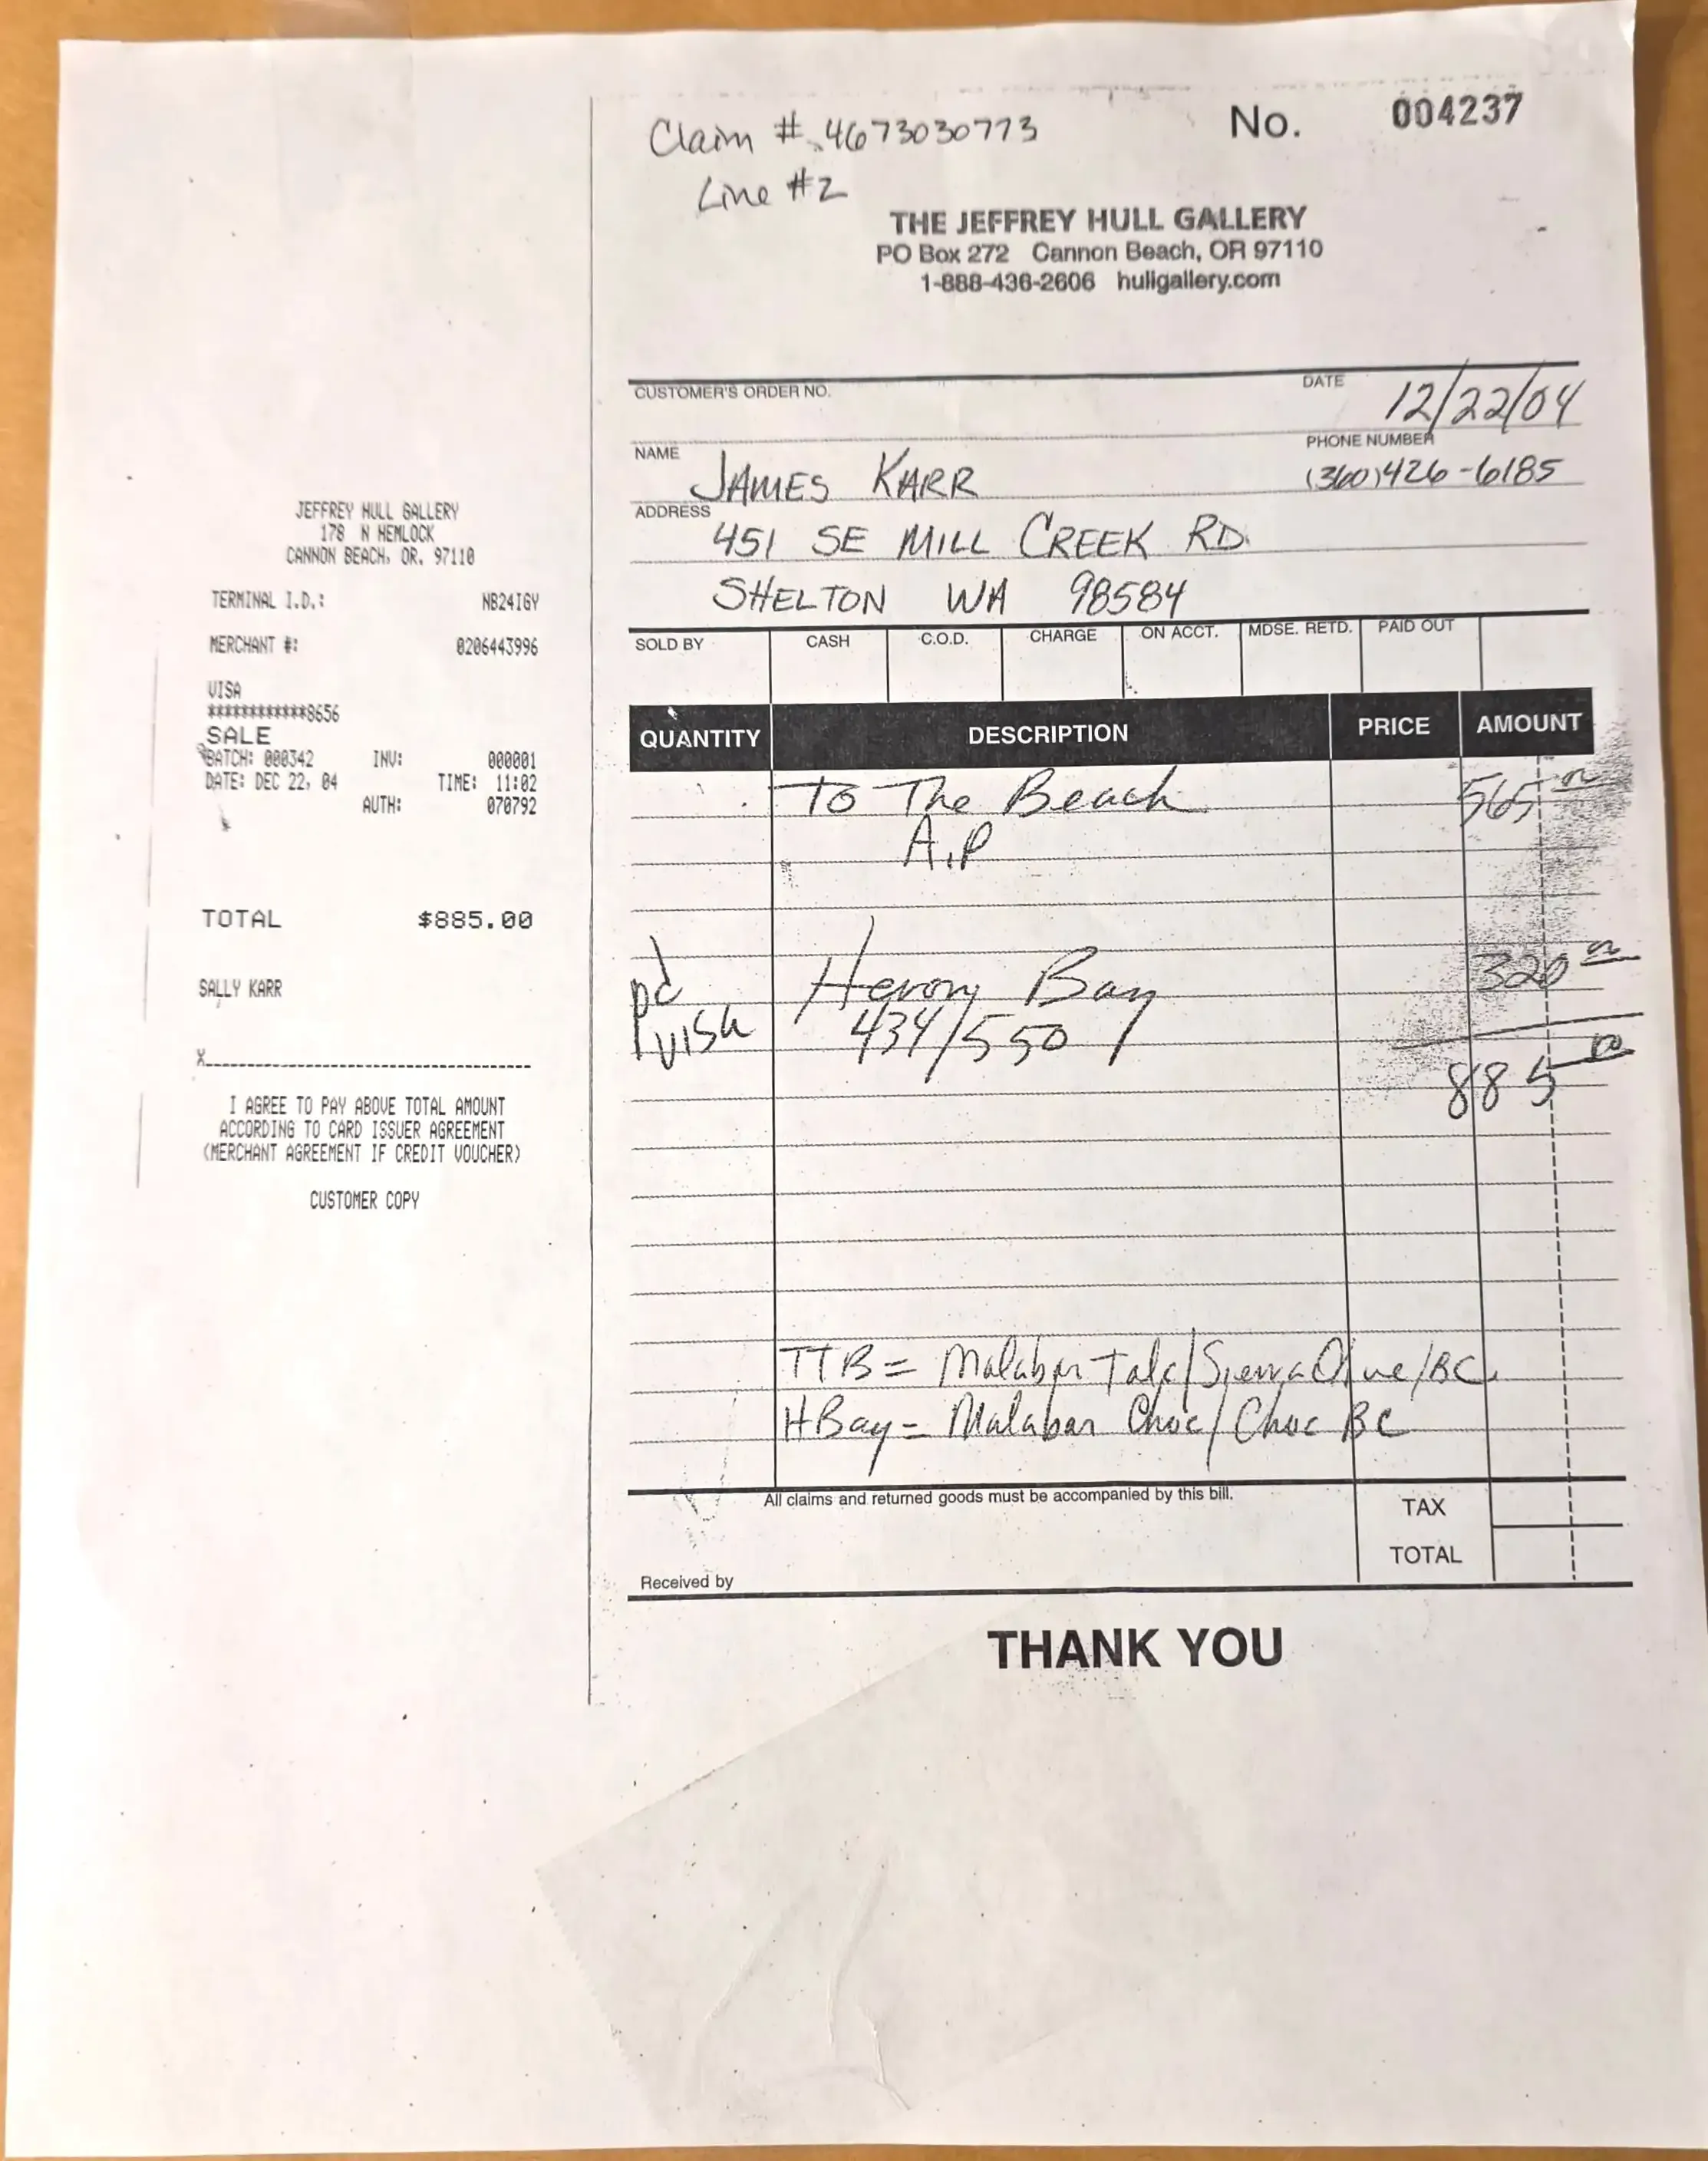 Claim # 4673030773
Line #2
No. 004237
THE JEFFREY HULL GALLERY
PO Box 272 Cannon Beach, OR 97110
1-888-436-2606 hullgallery.com
CUSTOMER'S ORDER NO.
DATE 12/22/04
NAME JAMES KARR
PHONE NUMBER (360) 426-6185
ADDRESS 451 SE MILL CREEK RD.
SHELTON WA 98584
SOLD BY CASH C.O.D. CHARGE ON ACCT. MDSE. RETD. PAID OUT
QUANTITY DESCRIPTION PRICE AMOUNT
To The Beach 565 00
A.P
pd Heron Bay 320 00
VISA 434/550
885 00
TTB = Malabar Talc/Sierra Olive/BC
HBay = Malabar Choc/Choc BC
All claims and returned goods must be accompanied by this bill.
TAX
TOTAL
Received by
THANK YOU
JEFFREY HULL GALLERY
178 N HEMLOCK
CANNON BEACH, OR. 97110
TERMINAL I.D.: NB24IGY
MERCHANT #: 0206443996
VISA
************8656
SALE
BATCH: 000342 INV: 000001
DATE: DEC 22, 04 TIME: 11:02
AUTH: 070792
TOTAL $885.00
SALLY KARR
X
I AGREE TO PAY ABOVE TOTAL AMOUNT
ACCORDING TO CARD ISSUER AGREEMENT
(MERCHANT AGREEMENT IF CREDIT VOUCHER)
CUSTOMER COPY